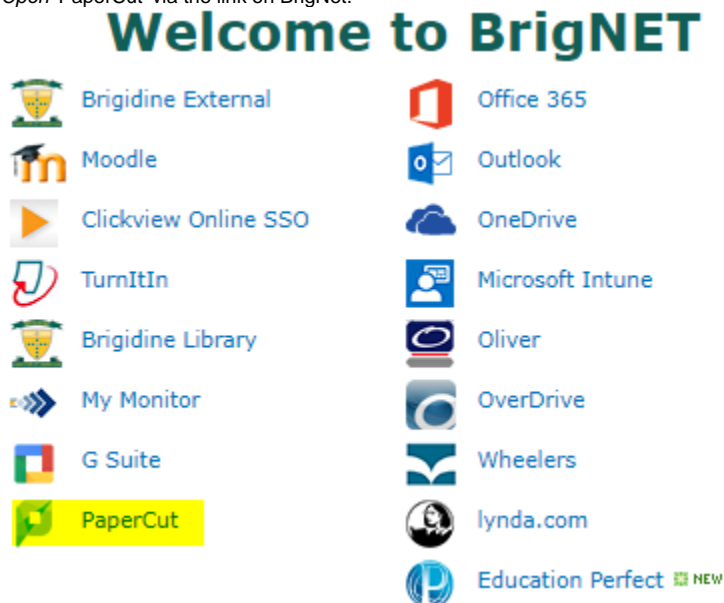 Open PaperCut via the link on BrigNet.
Welcome to BrigNET
Brigidine External
Office 365
Moodle
Outlook
Clickview Online SSO
OneDrive
TurnItIn
Microsoft Intune
Brigidine Library
Oliver
My Monitor
OverDrive
G Suite
Wheelers
PaperCut
lynda.com
Education Perfect NEW